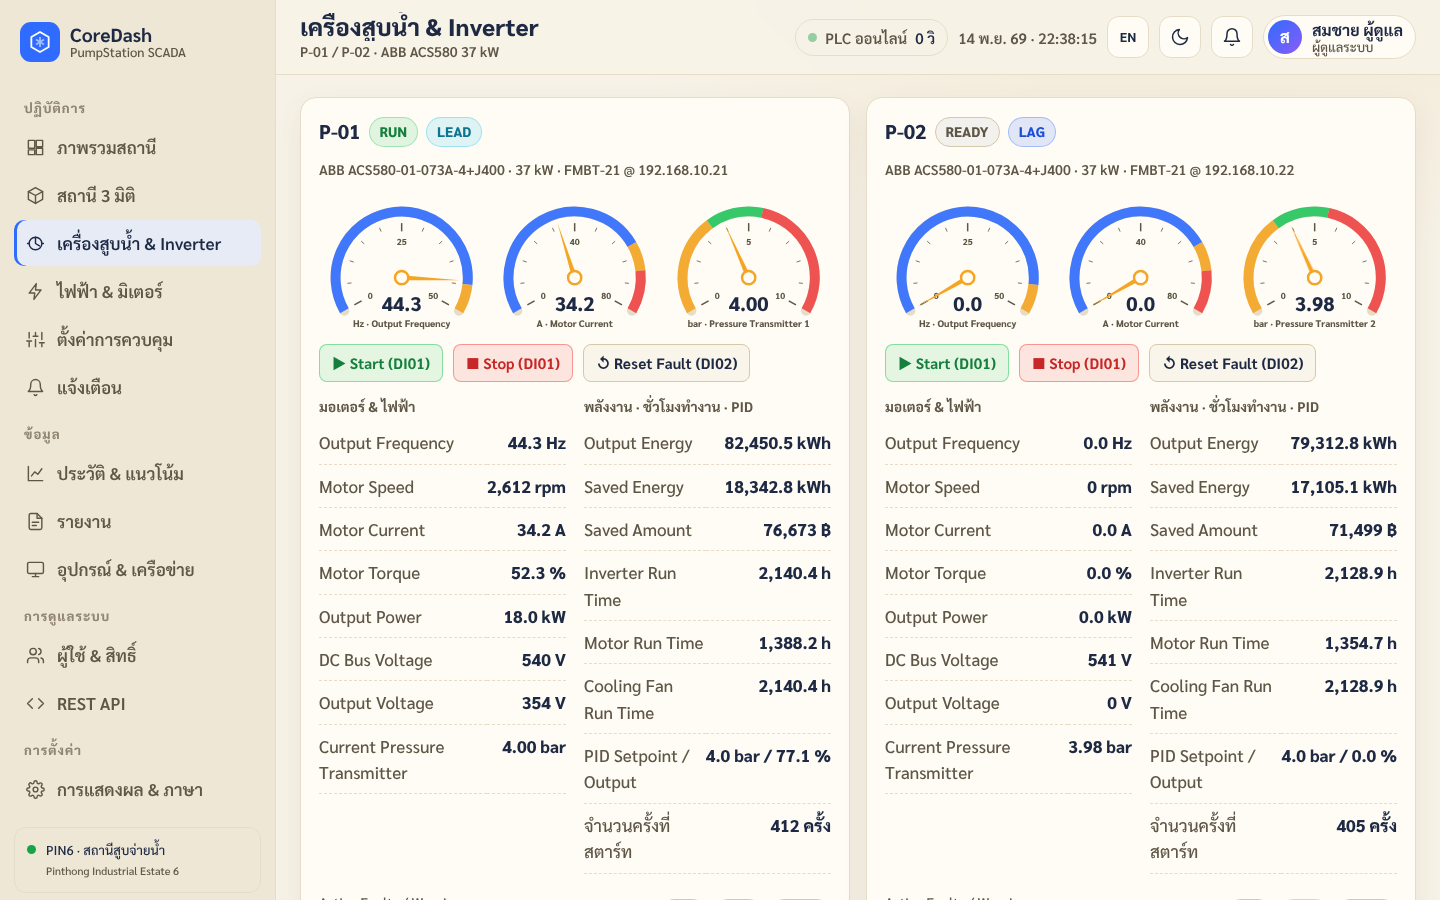 CoreDash
PumpStation SCADA
ปฏิบัติการ
ภาพรวมสถานี
สถานี 3 มิติ
เครื่องสูบน้ำ & Inverter
ไฟฟ้า & มิเตอร์
ตั้งค่าการควบคุม
แจ้งเตือน
ข้อมูล
ประวัติ & แนวโน้ม
รายงาน
อุปกรณ์ & เครือข่าย
การดูแลระบบ
ผู้ใช้ & สิทธิ์
REST API
การตั้งค่า
การแสดงผล & ภาษา
PIN6 · สถานีสูบจ่ายน้ำ
Pinthong Industrial Estate 6
เครื่องสูบน้ำ & Inverter
P-01 / P-02 · ABB ACS580 37 kW
PLC ออนไลน์ 0 วิ
14 พ.ย. 69 · 22:38:15
EN
ส
สมชาย ผู้ดูแล
ผู้ดูแลระบบ
P-01 RUN LEAD
ABB ACS580-01-073A-4+J400 · 37 kW · FMBT-21 @ 192.168.10.21
25
0 50
44.3
Hz · Output Frequency
40
0 80
34.2
A · Motor Current
5
0 10
4.00
bar · Pressure Transmitter 1
▶ Start (DI01) ■ Stop (DI01) ↺ Reset Fault (DI02)
มอเตอร์ & ไฟฟ้า
Output Frequency 44.3 Hz
Motor Speed 2,612 rpm
Motor Current 34.2 A
Motor Torque 52.3 %
Output Power 18.0 kW
DC Bus Voltage 540 V
Output Voltage 354 V
Current Pressure 4.00 bar
Transmitter
พลังงาน · ชั่วโมงทำงาน · PID
Output Energy 82,450.5 kWh
Saved Energy 18,342.8 kWh
Saved Amount 76,673 ฿
Inverter Run 2,140.4 h
Time
Motor Run Time 1,388.2 h
Cooling Fan 2,140.4 h
Run Time
PID Setpoint / 4.0 bar / 77.1 %
Output
จำนวนครั้งที่ 412 ครั้ง
สตาร์ท
P-02 READY LAG
ABB ACS580-01-073A-4+J400 · 37 kW · FMBT-21 @ 192.168.10.22
25
0 50
0.0
Hz · Output Frequency
40
0 80
0.0
A · Motor Current
5
0 10
3.98
bar · Pressure Transmitter 2
▶ Start (DI01) ■ Stop (DI01) ↺ Reset Fault (DI02)
มอเตอร์ & ไฟฟ้า
Output Frequency 0.0 Hz
Motor Speed 0 rpm
Motor Current 0.0 A
Motor Torque 0.0 %
Output Power 0.0 kW
DC Bus Voltage 541 V
Output Voltage 0 V
Current Pressure 3.98 bar
Transmitter
พลังงาน · ชั่วโมงทำงาน · PID
Output Energy 79,312.8 kWh
Saved Energy 17,105.1 kWh
Saved Amount 71,499 ฿
Inverter Run 2,128.9 h
Time
Motor Run Time 1,354.7 h
Cooling Fan Run 2,128.9 h
Time
PID Setpoint / 4.0 bar / 0.0 %
Output
จำนวนครั้งที่ 405 ครั้ง
สตาร์ท